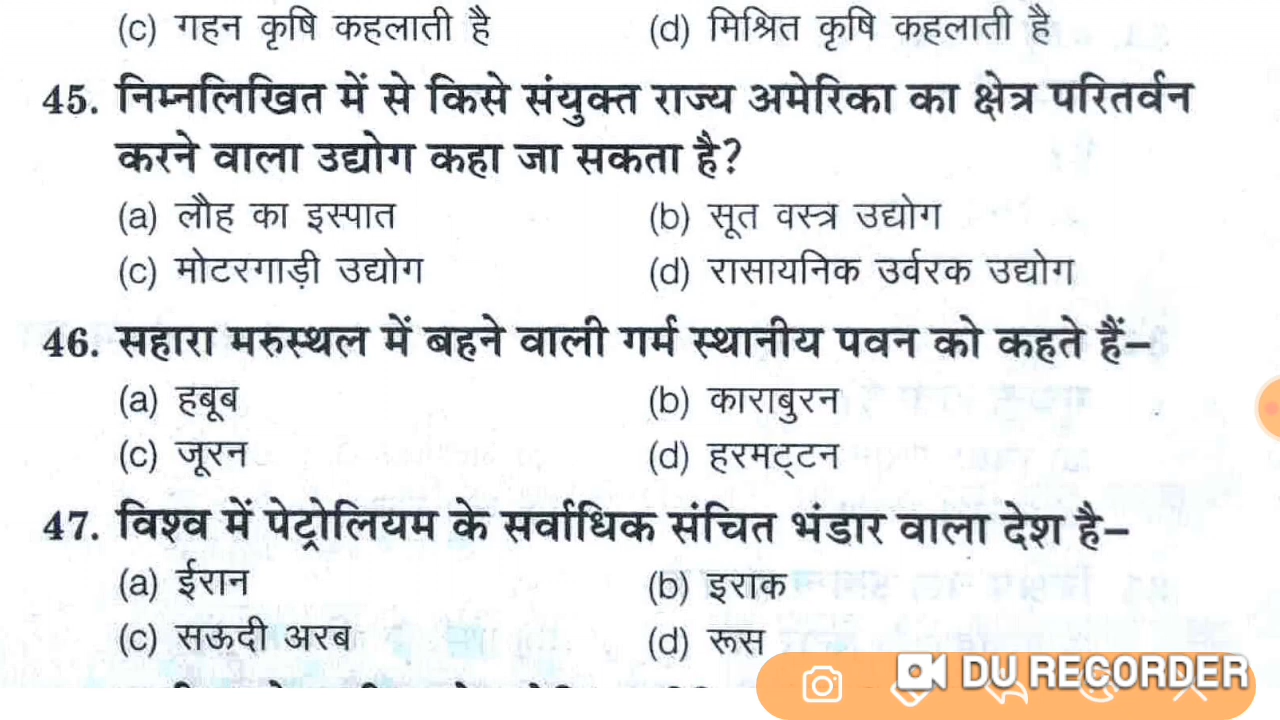 (c) गहन कृषि कहलाती है (d) मिश्रित कृषि कहलाती है
45. निम्नलिखित में से किसे संयुक्त राज्य अमेरिका का क्षेत्र परितर्वन
करने वाला उद्योग कहा जा सकता है?
(a) लौह का इस्पात (b) सूत वस्त्र उद्योग
(c) मोटरगाड़ी उद्योग (d) रासायनिक उर्वरक उद्योग
46. सहारा मरुस्थल में बहने वाली गर्म स्थानीय पवन को कहते हैं–
(a) हबूब (b) काराबुरन
(c) जूरन (d) हरमट्टन
47. विश्व में पेट्रोलियम के सर्वाधिक संचित भंडार वाला देश है–
(a) ईरान (b) इराक
(c) सऊदी अरब (d) रूस
DU RECORDER